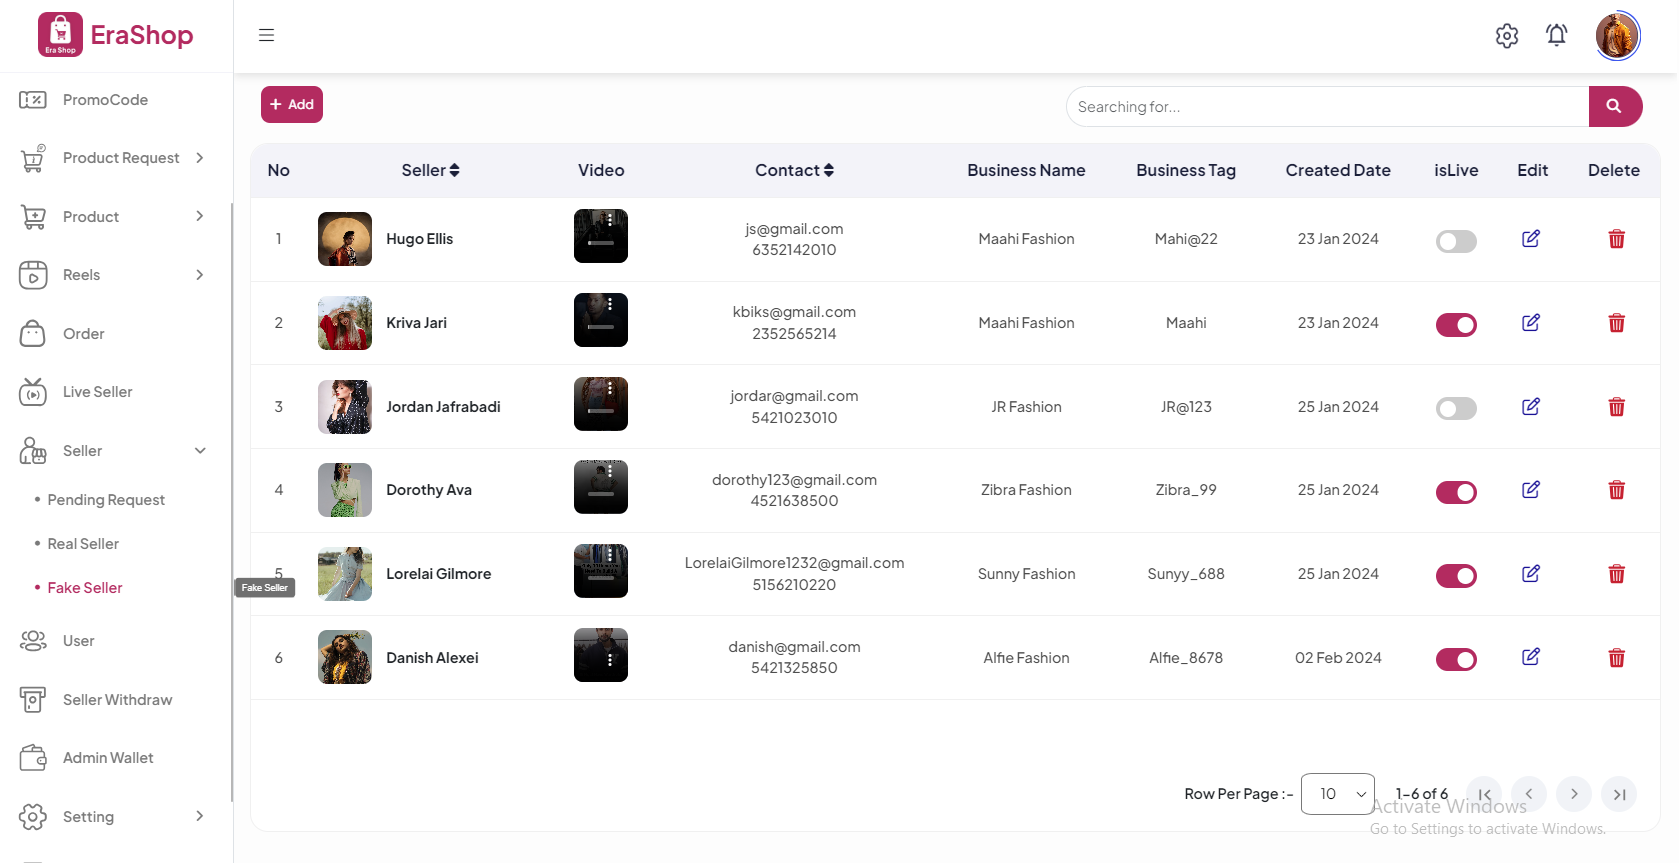 Era Shop
EraShop
PromoCode
Product Request
Product
Reels
Order
Live Seller
Seller
• Pending Request
• Real Seller
• Fake Seller
User
Seller Withdraw
Admin Wallet
Setting
Fake Seller
+ Add
Searching for...
No Seller Video Contact Business Name Business Tag Created Date isLive Edit Delete
1 Hugo Ellis js@gmail.com 6352142010 Maahi Fashion Mahi@22 23 Jan 2024
2 Kriva Jari kbiks@gmail.com 2352565214 Maahi Fashion Maahi 23 Jan 2024
3 Jordan Jafrabadi jordar@gmail.com 5421023010 JR Fashion JR@123 25 Jan 2024
4 Dorothy Ava dorothy123@gmail.com 4521638500 Zibra Fashion Zibra_99 25 Jan 2024
5 Lorelai Gilmore LorelaiGilmore1232@gmail.com 5156210220 Sunny Fashion Sunyy_688 25 Jan 2024
6 Danish Alexei danish@gmail.com 5421325850 Alfie Fashion Alfie_8678 02 Feb 2024
Row Per Page :- 10 1–6 of 6
Activate Windows
Go to Settings to activate Windows.